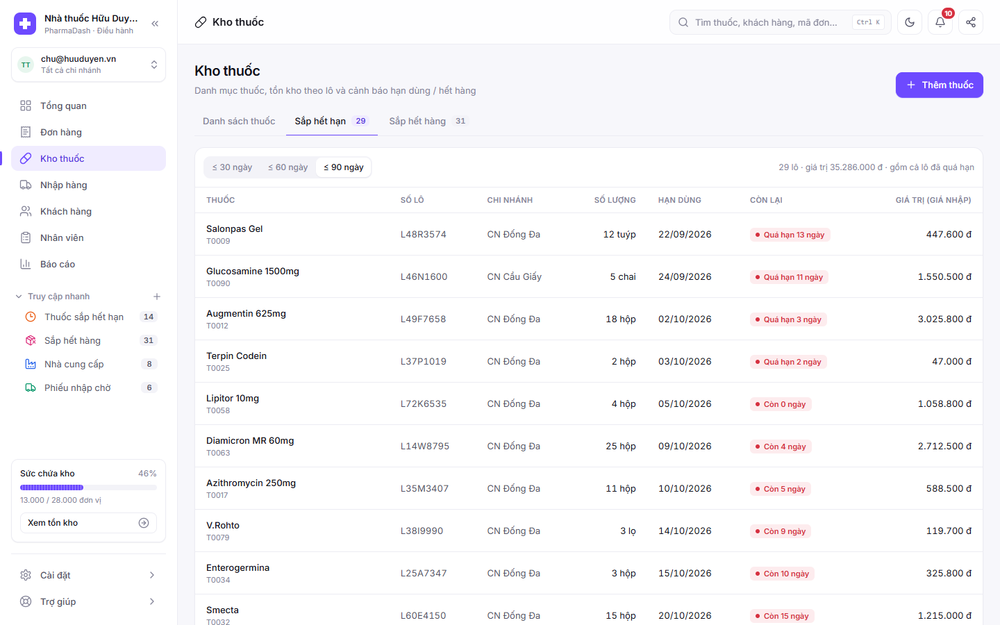 Nhà thuốc Hữu Duy...
PharmaDash · Điều hành
TT
chu@huuduyen.vn
Tất cả chi nhánh
Tổng quan
Đơn hàng
Kho thuốc
Nhập hàng
Khách hàng
Nhân viên
Báo cáo
Truy cập nhanh
Thuốc sắp hết hạn 14
Sắp hết hàng 31
Nhà cung cấp 8
Phiếu nhập chờ 6
Sức chứa kho 46%
13.000 / 28.000 đơn vị
Xem tồn kho
Cài đặt
Trợ giúp
Kho thuốc
Tìm thuốc, khách hàng, mã đơn... Ctrl K
10
Kho thuốc
Danh mục thuốc, tồn kho theo lô và cảnh báo hạn dùng / hết hàng
Thêm thuốc
Danh sách thuốc Sắp hết hạn 29 Sắp hết hàng 31
≤ 30 ngày ≤ 60 ngày ≤ 90 ngày
29 lô · giá trị 35.286.000 đ · gồm cả lô đã quá hạn
THUỐC SỐ LÔ CHI NHÁNH SỐ LƯỢNG HẠN DÙNG CÒN LẠI GIÁ TRỊ (GIÁ NHẬP)
Salonpas Gel L48R3574 CN Đống Đa 12 tuýp 22/09/2026 Quá hạn 13 ngày 447.600 đ
T0009
Glucosamine 1500mg L46N1600 CN Cầu Giấy 5 chai 24/09/2026 Quá hạn 11 ngày 1.550.500 đ
T0090
Augmentin 625mg L49F7658 CN Đống Đa 18 hộp 02/10/2026 Quá hạn 3 ngày 3.025.800 đ
T0012
Terpin Codein L37P1019 CN Đống Đa 2 hộp 03/10/2026 Quá hạn 2 ngày 47.000 đ
T0025
Lipitor 10mg L72K6535 CN Đống Đa 4 hộp 05/10/2026 Còn 0 ngày 1.058.800 đ
T0058
Diamicron MR 60mg L14W8795 CN Đống Đa 25 hộp 09/10/2026 Còn 4 ngày 2.712.500 đ
T0063
Azithromycin 250mg L35M3407 CN Đống Đa 11 hộp 10/10/2026 Còn 5 ngày 588.500 đ
T0017
V.Rohto L38I9990 CN Đống Đa 3 lọ 14/10/2026 Còn 9 ngày 119.700 đ
T0079
Enterogermina L25A7347 CN Đống Đa 3 hộp 15/10/2026 Còn 10 ngày 325.800 đ
T0034
Smecta L60E4150 CN Đống Đa 15 hộp 20/10/2026 Còn 15 ngày 1.215.000 đ
T0032